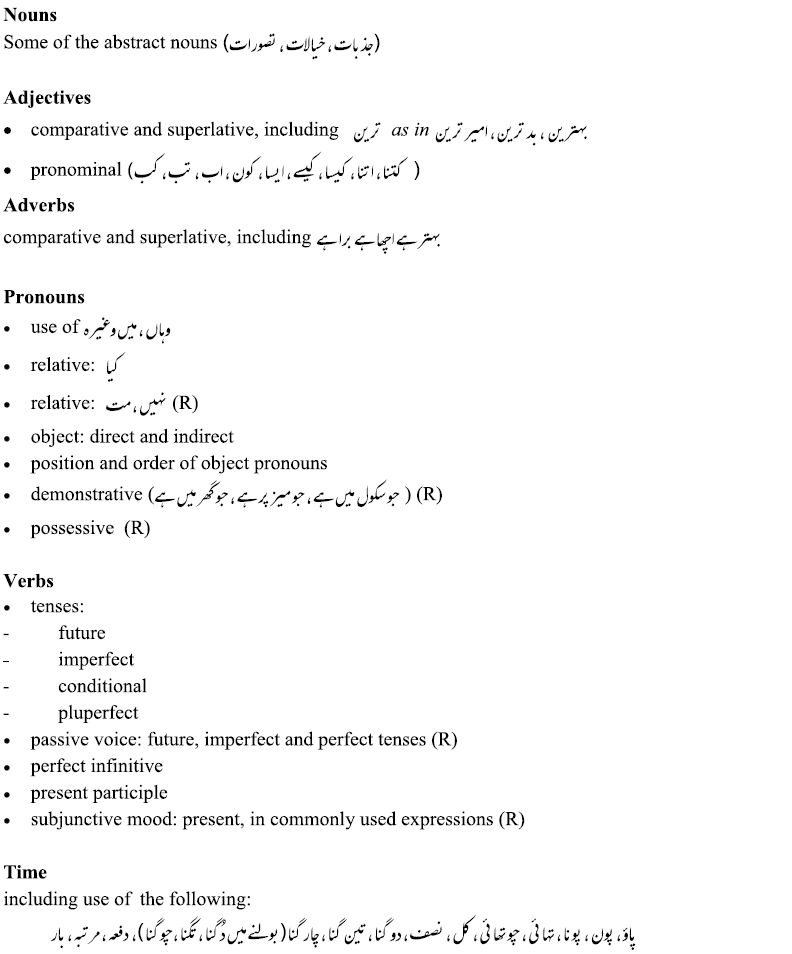 Nouns
Some of the abstract nouns (جذبات، خیالات، تصورات)
Adjectives
• comparative and superlative, including ترین as in بہترین، بد ترین، امیر ترین
• pronominal (کتنا، اتنا، کیسا، کیسے، ایسا، کون، اب، تب، کب )
Adverbs
comparative and superlative, including بہتر ہے اچھا ہے برا ہے
Pronouns
• use of وہاں، میں وغیرہ
• relative: کیا
• relative: نہیں، مت (R)
• object: direct and indirect
• position and order of object pronouns
• demonstrative (جو سکول میں ہے، جو میز پر ہے، جو گھر میں ہے ) (R)
• possessive (R)
Verbs
• tenses:
- future
- imperfect
- conditional
- pluperfect
• passive voice: future, imperfect and perfect tenses (R)
• perfect infinitive
• present participle
• subjunctive mood: present, in commonly used expressions (R)
Time
including use of the following:
پاؤ، پون، پونا، تہائی، چوتھائی، کل، نصف، دو گنا، تین گنا، چار گنا (بولنے میں دُگنا، تگنا، چوگنا)، دفعہ، مرتبہ، بار